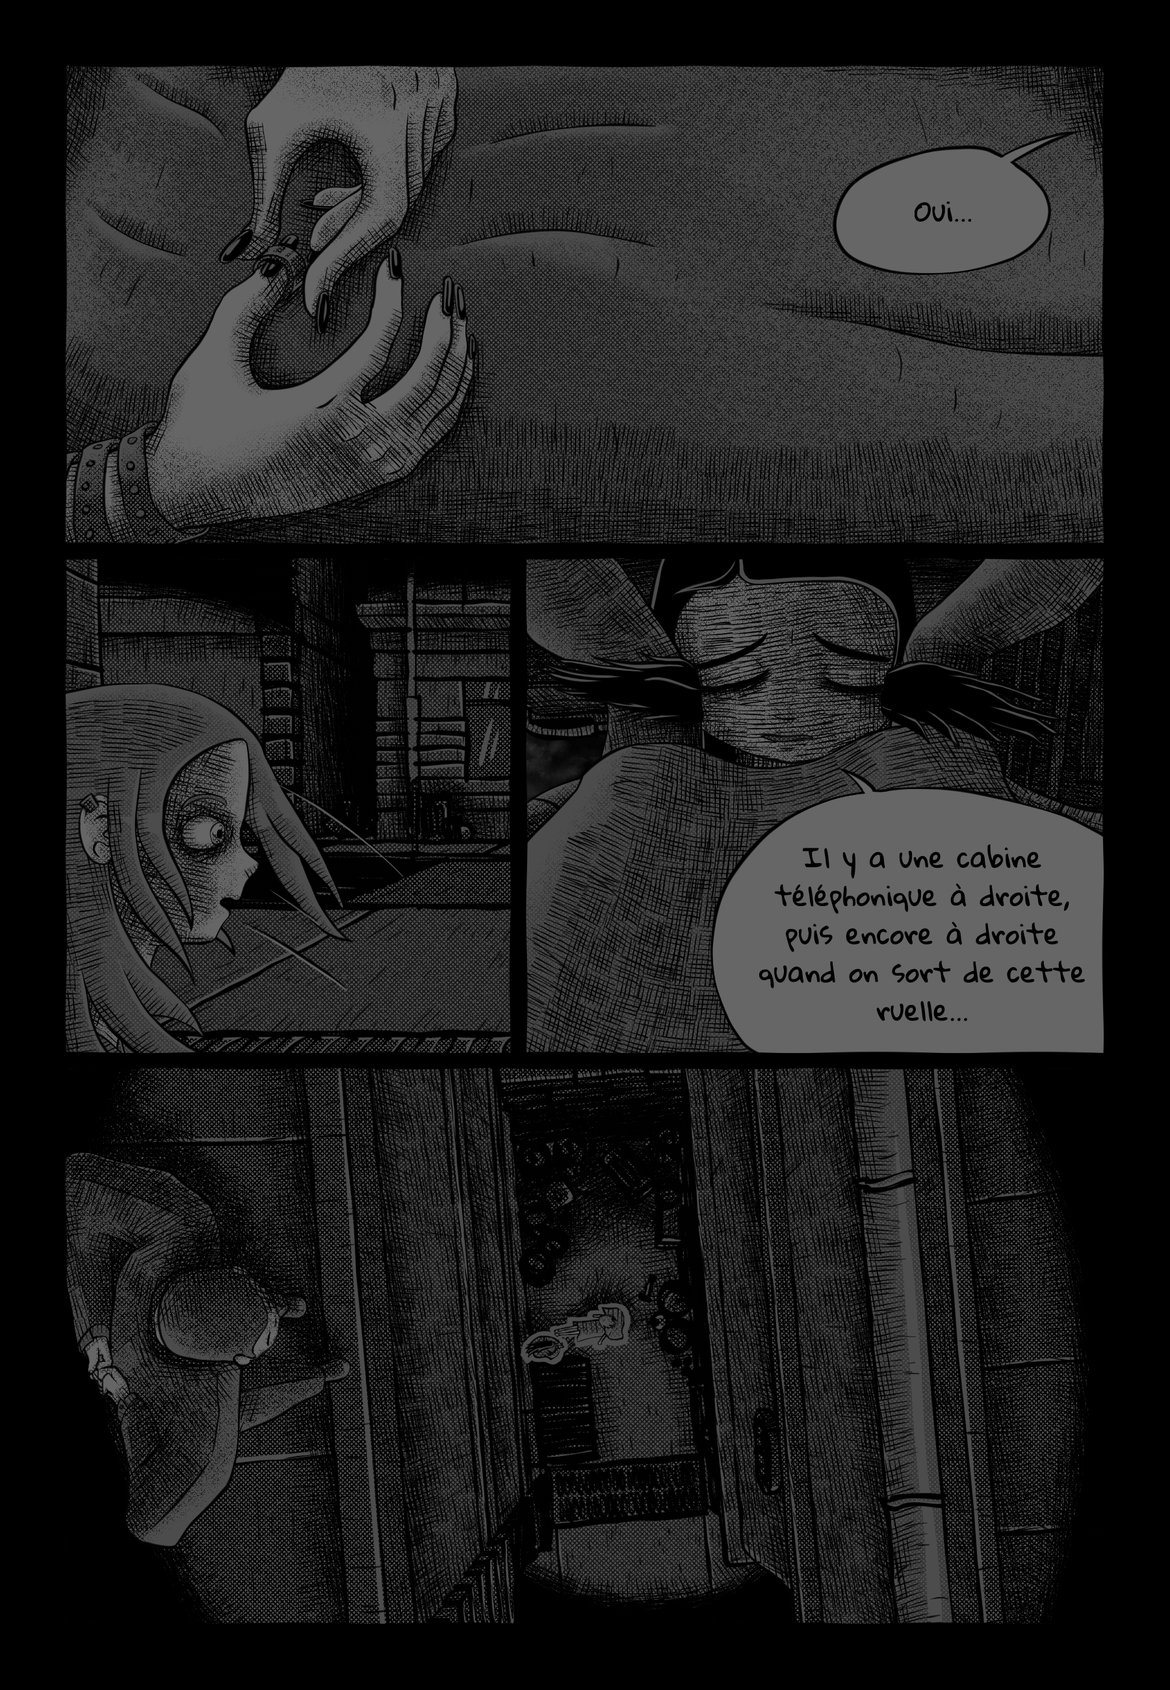 Oui...
Il y a une cabine
téléphonique à droite,
puis encore à droite
quand on sort de cette
ruelle...